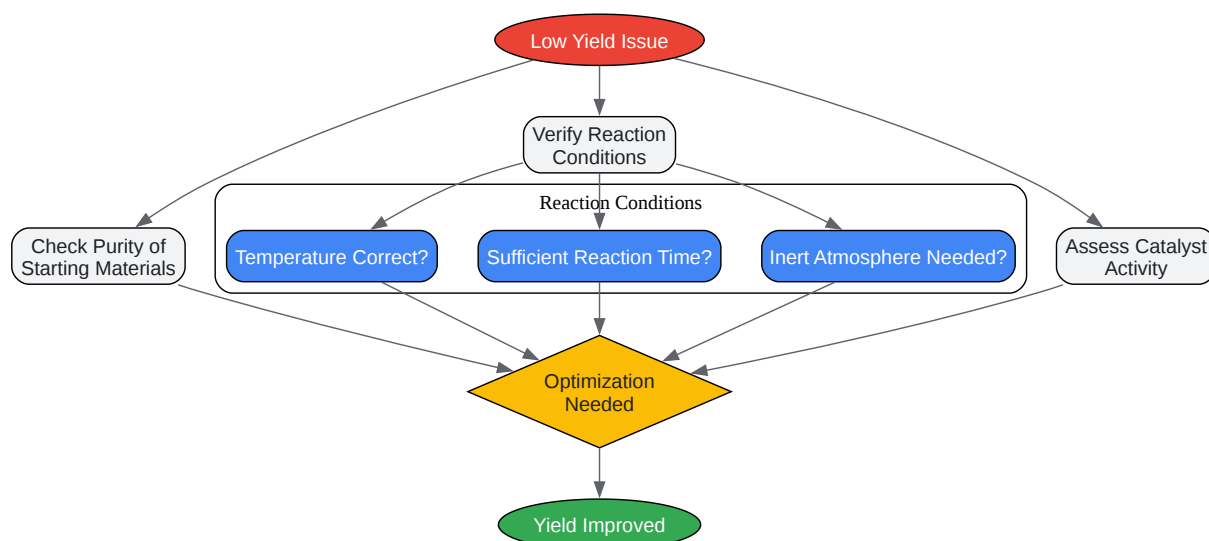 Low Yield Issue
Verify Reaction
Conditions
Reaction Conditions
Check Purity of
Starting Materials
Temperature Correct?
Sufficient Reaction Time?
Inert Atmosphere Needed?
Assess Catalyst
Activity
Optimization
Needed
Yield Improved